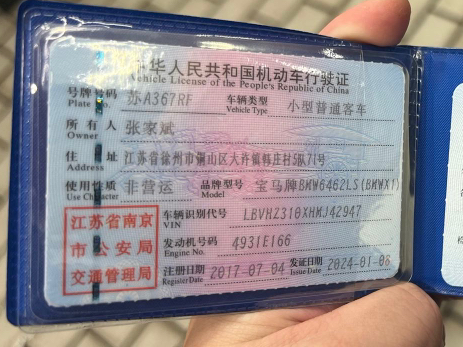 中华人民共和国机动车行驶证
Vehicle License of the People's Republic of China
号牌号码 苏A367RF 车辆类型 小型普通客车
Plate No. Vehicle Type
所有人 张家斌
Owner
住址 江苏省徐州市铜山区大许镇韩庄村5队71号
Address
使用性质 非营运 品牌型号 宝马牌BMW6462LS(BMWX1)
Use Character Model
江苏省南京市公安局交通管理局
车辆识别代号 LBVHZ310XHMJ42947
VIN
发动机号码 4931E166
Engine No.
注册日期 2017-07-04 发证日期 2024-01-08
Register Date Issue Date